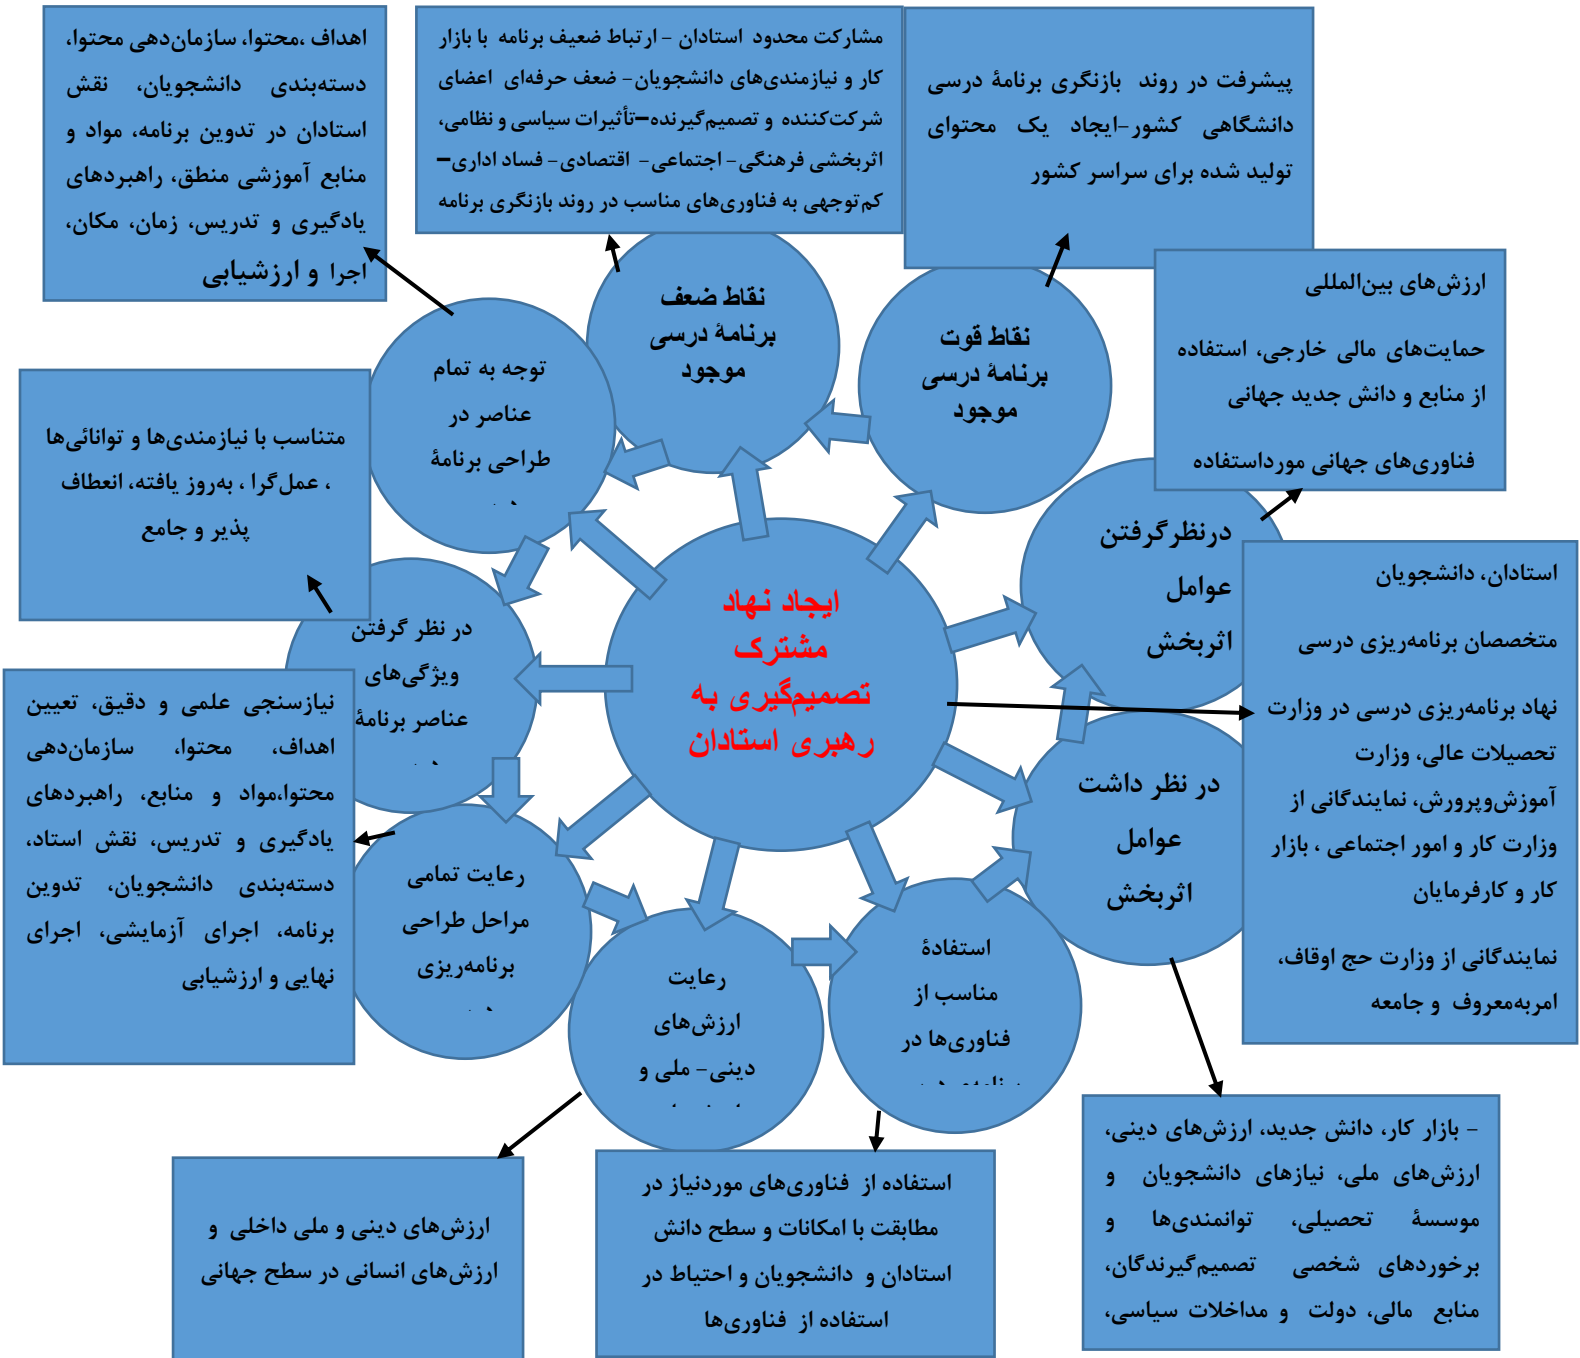 مشارکت محدود استادان – ارتباط ضعیف برنامه با بازار
کار و نیازمندی‌های دانشجویان- ضعف حرفه‌ای اعضای
شرکت‌کننده و تصمیم‌گیرنده–تأثیرات سیاسی و نظامی،
اثربخشی فرهنگی- اجتماعی- اقتصادی- فساد اداری–
کم‌توجهی به فناوری‌های مناسب در روند بازنگری برنامه
پیشرفت در روند بازنگری برنامهٔ درسی
دانشگاهی کشور-ایجاد یک محتوای
تولید شده برای سراسر کشور
اهداف ،محتوا، سازمان‌دهی محتوا،
دسته‌بندی دانشجویان، نقش
استادان در تدوین برنامه، مواد و
منابع آموزشی منطق، راهبردهای
یادگیری و تدریس، زمان، مکان،
اجرا و ارزشیابی
ارزش‌های بین‌المللی
حمایت‌های مالی خارجی، استفاده
از منابع و دانش جدید جهانی
فناوری‌های جهانی مورداستفاده
نقاط ضعف
برنامهٔ درسی
موجود
نقاط قوت
برنامهٔ درسی
موجود
توجه به تمام
عناصر در
طراحی برنامهٔ
متناسب با نیازمندی‌ها و توانائی‌ها
، عمل‌گرا ، به‌روز یافته، انعطاف
پذیر و جامع
درنظرگرفتن
عوامل
اثربخش
استادان، دانشجویان
متخصصان برنامه‌ریزی درسی
نهاد برنامه‌ریزی درسی در وزارت
تحصیلات عالی، وزارت
آموزش‌وپرورش، نمایندگانی از
وزارت کار و امور اجتماعی ، بازار
کار و کارفرمایان
نمایندگانی از وزارت حج اوقاف،
امربه‌معروف و جامعه
ایجاد نهاد
مشترک
تصمیم‌گیری به
رهبری استادان
در نظر گرفتن
ویژگی‌های
عناصر برنامهٔ
نیازسنجی علمی و دقیق، تعیین
اهداف، محتوا، سازمان‌دهی
محتوا،مواد و منابع، راهبردهای
یادگیری و تدریس، نقش استاد،
دسته‌بندی دانشجویان، تدوین
برنامه، اجرای آزمایشی، اجرای
نهایی و ارزشیابی
در نظر داشت
عوامل
اثربخش
رعایت تمامی
مراحل طراحی
برنامه‌ریزی
رعایت
ارزش‌های
دینی- ملی و
استفادهٔ
مناسب از
فناوری‌ها در
ارزش‌های دینی و ملی داخلی و
ارزش‌های انسانی در سطح جهانی
استفاده از فناوری‌های موردنیاز در
مطابقت با امکانات و سطح دانش
استادان و دانشجویان و احتیاط در
استفاده از فناوری‌ها
– بازار کار، دانش جدید، ارزش‌های دینی،
ارزش‌های ملی، نیازهای دانشجویان و
موسسهٔ تحصیلی، توانمندی‌ها و
برخوردهای شخصی تصمیم‌گیرندگان،
منابع مالی، دولت و مداخلات سیاسی،